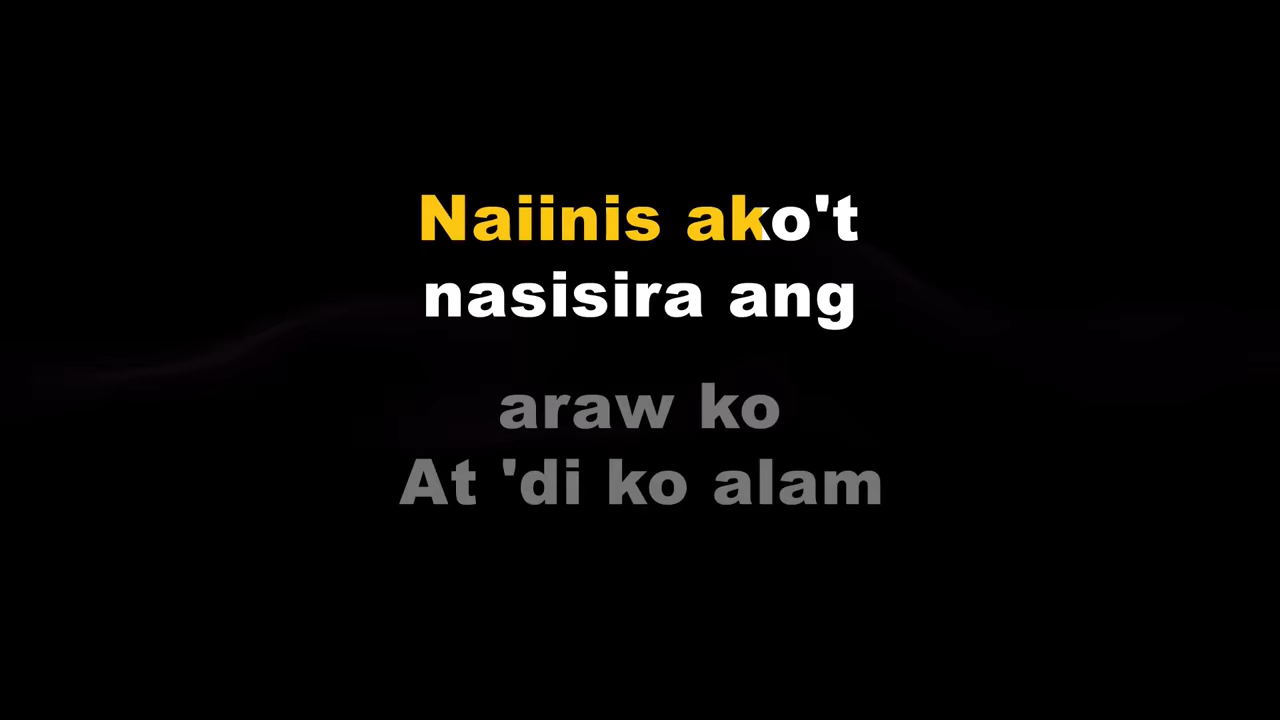 Naiinis ako't
nasisira ang
araw ko
At 'di ko alam